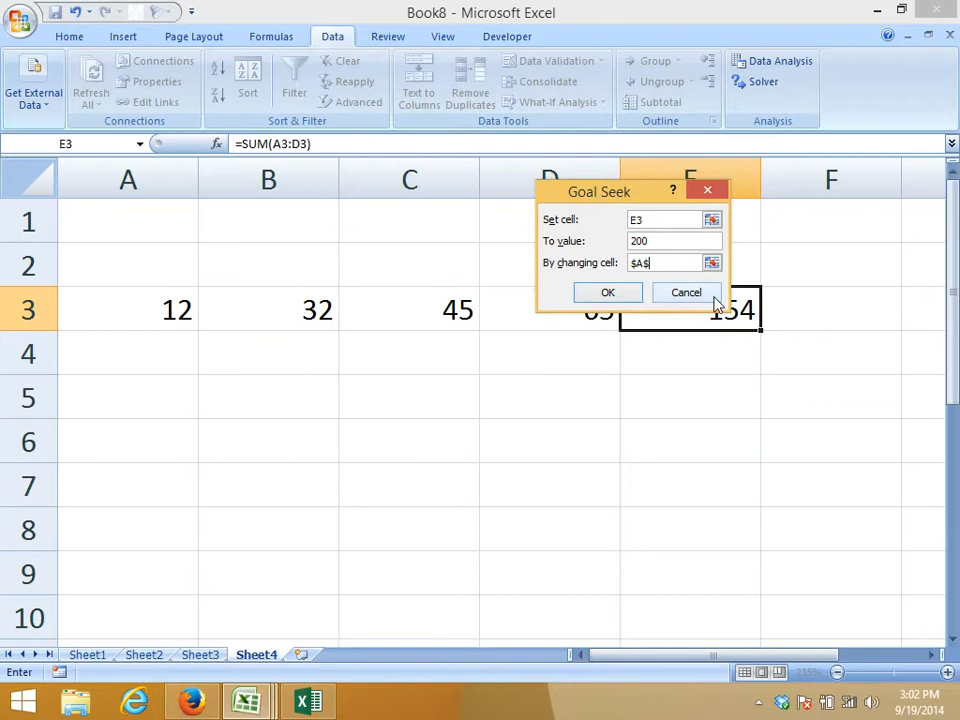 Book8 - Microsoft Excel
Home Insert Page Layout Formulas Data Review View Developer
Get External Data
Refresh All
Connections
Properties
Edit Links
Connections
Sort
Filter
Clear
Reapply
Advanced
Sort & Filter
Text to Columns
Remove Duplicates
Data Validation
Consolidate
What-If Analysis
Data Tools
Group
Ungroup
Subtotal
Outline
Data Analysis
Solver
Analysis
E3 fx =SUM(A3:D3)
A B C D E F
Goal Seek ?
Set cell: E3
To value: 200
By changing cell: $A$
OK Cancel
1
2
3 12 32 45 65 154
4
5
6
7
8
9
10
Sheet1 Sheet2 Sheet3 Sheet4
Enter 235%
3:02 PM
9/19/2014